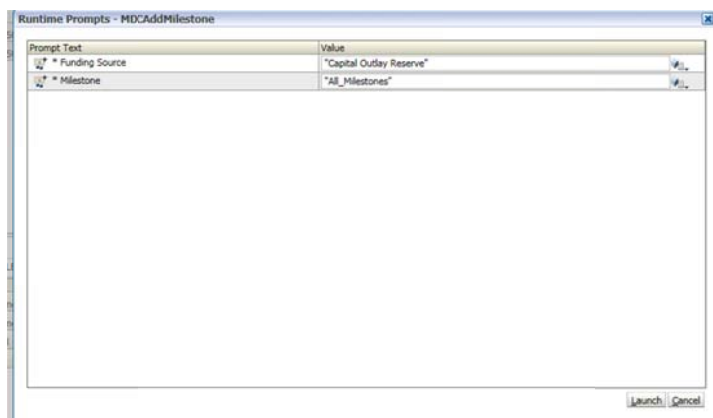 Runtime Prompts - MDCAddMilestone
Prompt Text Value
* Funding Source "Capital Outlay Reserve"
* Milestone "All_Milestones"
Launch Cancel